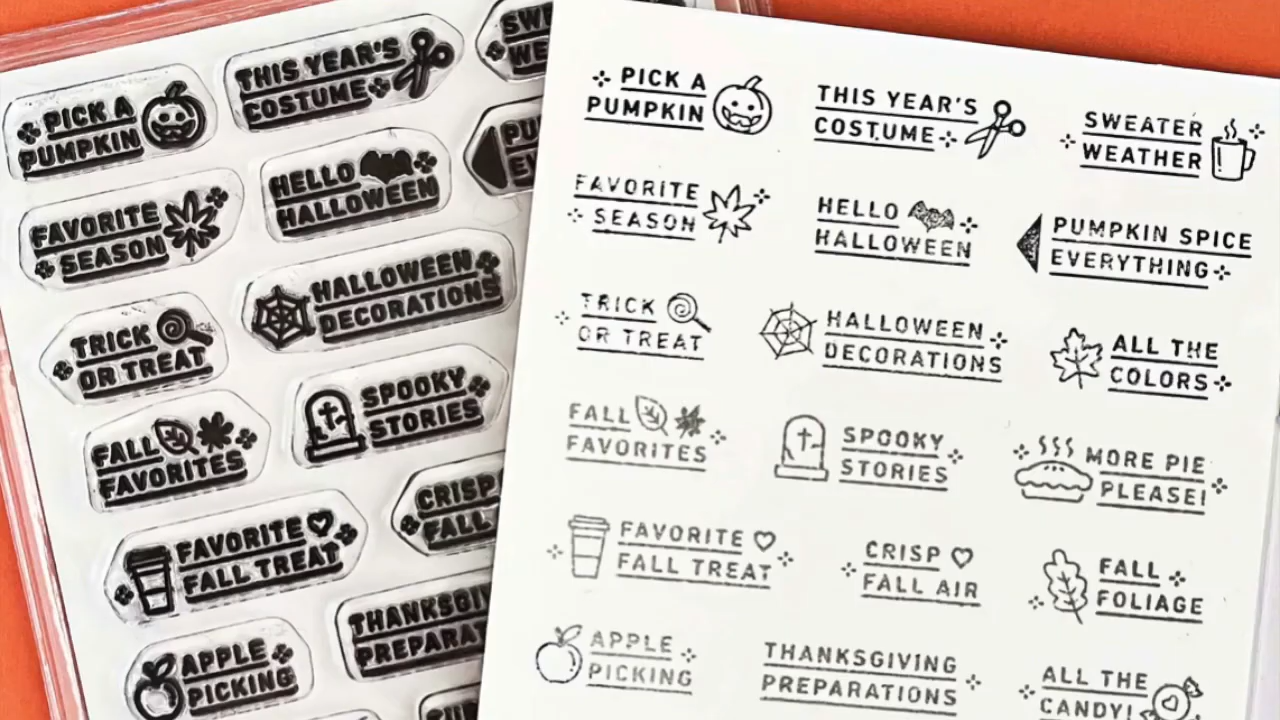 PICK A
PUMPKIN
THIS YEAR'S
COSTUME
FAVORITE
SEASON
HELLO
HALLOWEEN
TRICK
OR TREAT
HALLOWEEN
DECORATIONS
FALL
FAVORITES
SPOOKY
STORIES
FAVORITE
FALL TREAT
CRISP
FALL
APPLE
PICKING
PICK A
PUMPKIN
THIS YEAR'S
COSTUME
SWEATER
WEATHER
FAVORITE
SEASON
HELLO
HALLOWEEN
PUMPKIN SPICE
EVERYTHING
TRICK
OR TREAT
HALLOWEEN
DECORATIONS
ALL THE
COLORS
FALL
FAVORITES
SPOOKY
STORIES
MORE PIE
PLEASE!
FAVORITE
FALL TREAT
CRISP
FALL AIR
FALL
FOLIAGE
APPLE
PICKING
THANKSGIVING
PREPARATIONS
ALL THE
CANDY!